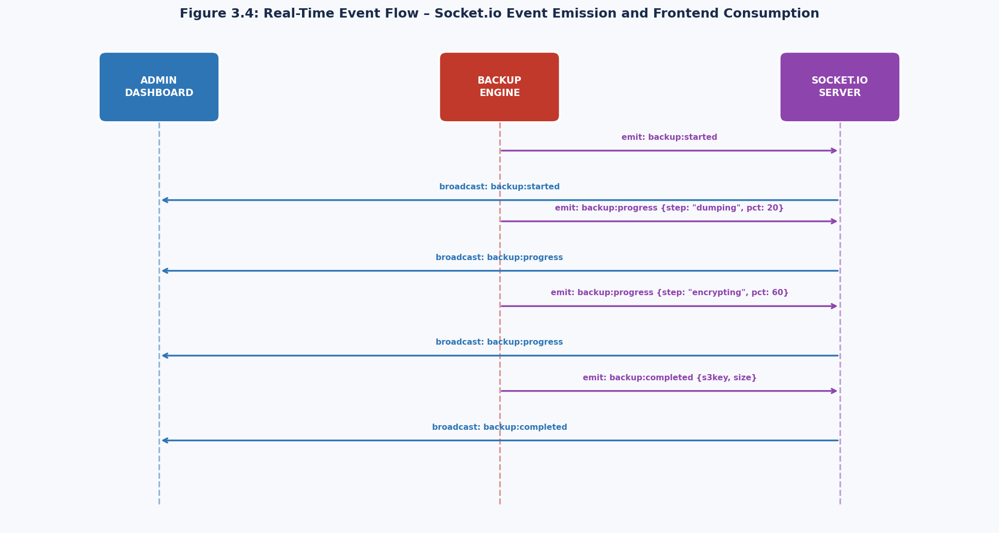 Figure 3.4: Real-Time Event Flow – Socket.io Event Emission and Frontend Consumption
ADMIN
DASHBOARD
BACKUP
ENGINE
SOCKET.IO
SERVER
emit: backup:started
broadcast: backup:started
emit: backup:progress {step: "dumping", pct: 20}
broadcast: backup:progress
emit: backup:progress {step: "encrypting", pct: 60}
broadcast: backup:progress
emit: backup:completed {s3key, size}
broadcast: backup:completed